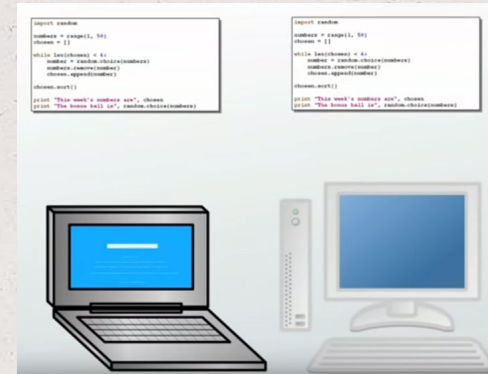 import random
numbers = range(1, 50)
chosen = []
while len(chosen) < 6:
number = random.choice(numbers)
numbers.remove(number)
chosen.append(number)
chosen.sort()
print "This week's numbers are", chosen
print "The bonus ball is", random.choice(numbers)
import random
numbers = range(1, 50)
chosen = []
while len(chosen) < 6:
number = random.choice(numbers)
numbers.remove(number)
chosen.append(number)
chosen.sort()
print "This week's numbers are", chosen
print "The bonus ball is", random.choice(numbers)